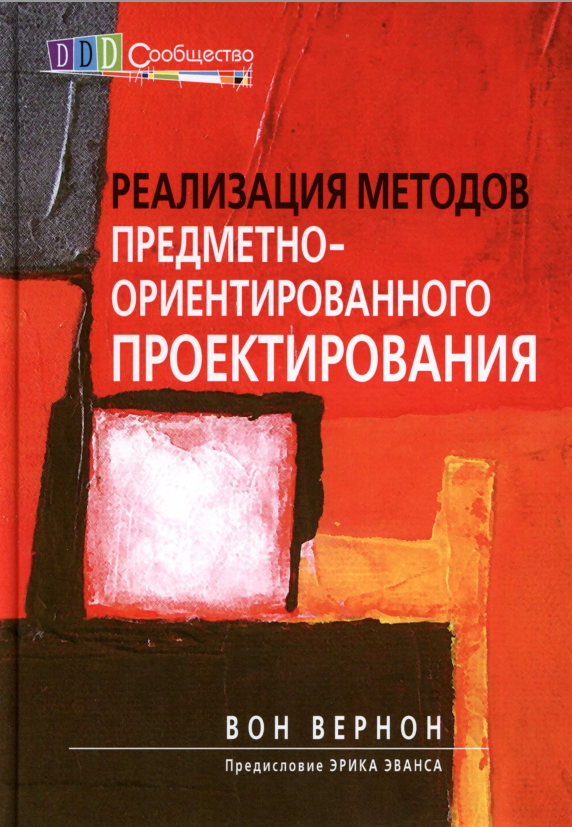 DDD Сообщество
РЕАЛИЗАЦИЯ МЕТОДОВ
ПРЕДМЕТНО-
ОРИЕНТИРОВАННОГО
ПРОЕКТИРОВАНИЯ
ВОН ВЕРНОН
Предисловие ЭРИКА ЭВАНСА